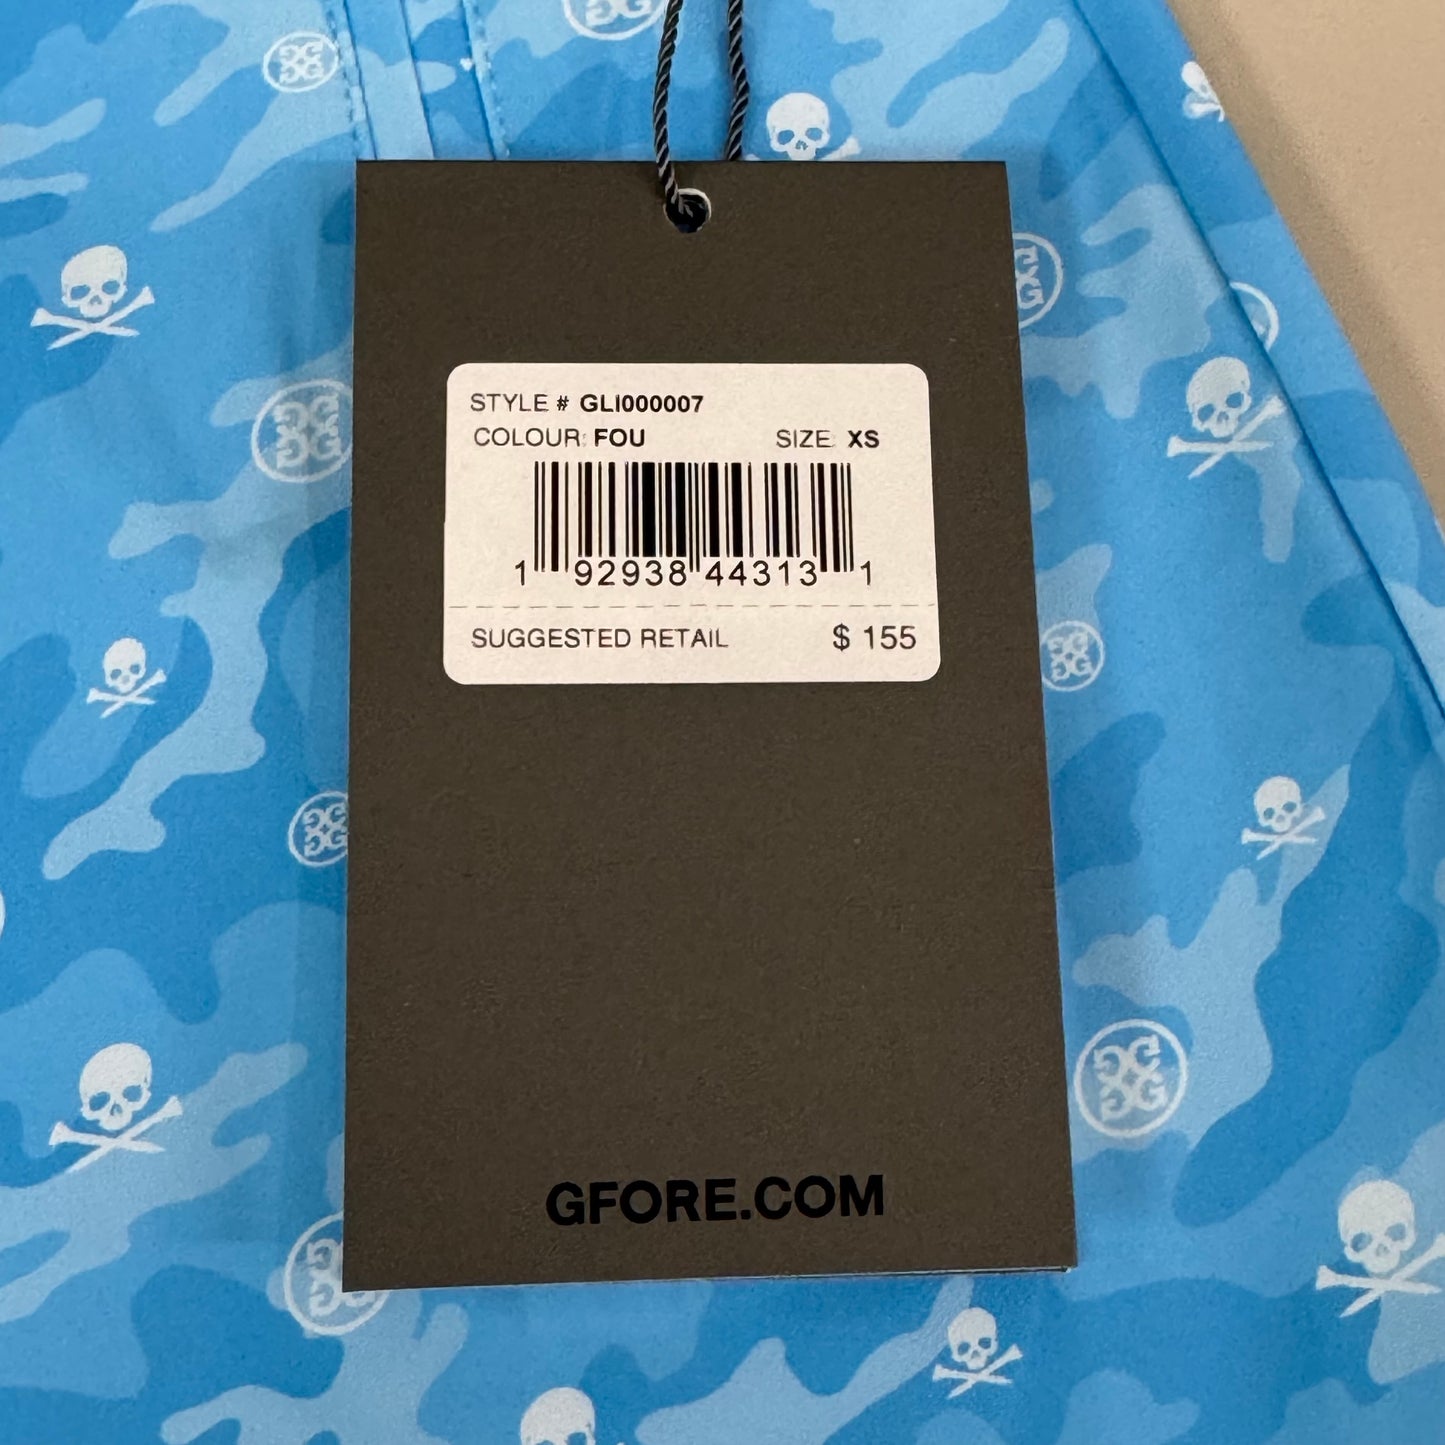 STYLE # GLI000007
COLOUR: FOU SIZE: XS
1 92938 44313 1
SUGGESTED RETAIL $ 155
GFORE.COM